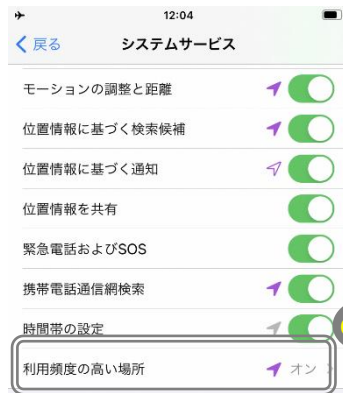 12:04
戻る システムサービス
モーションの調整と距離
位置情報に基づく検索候補
位置情報に基づく通知
位置情報を共有
緊急電話およびSOS
携帯電話通信網検索
時間帯の設定
利用頻度の高い場所 オン